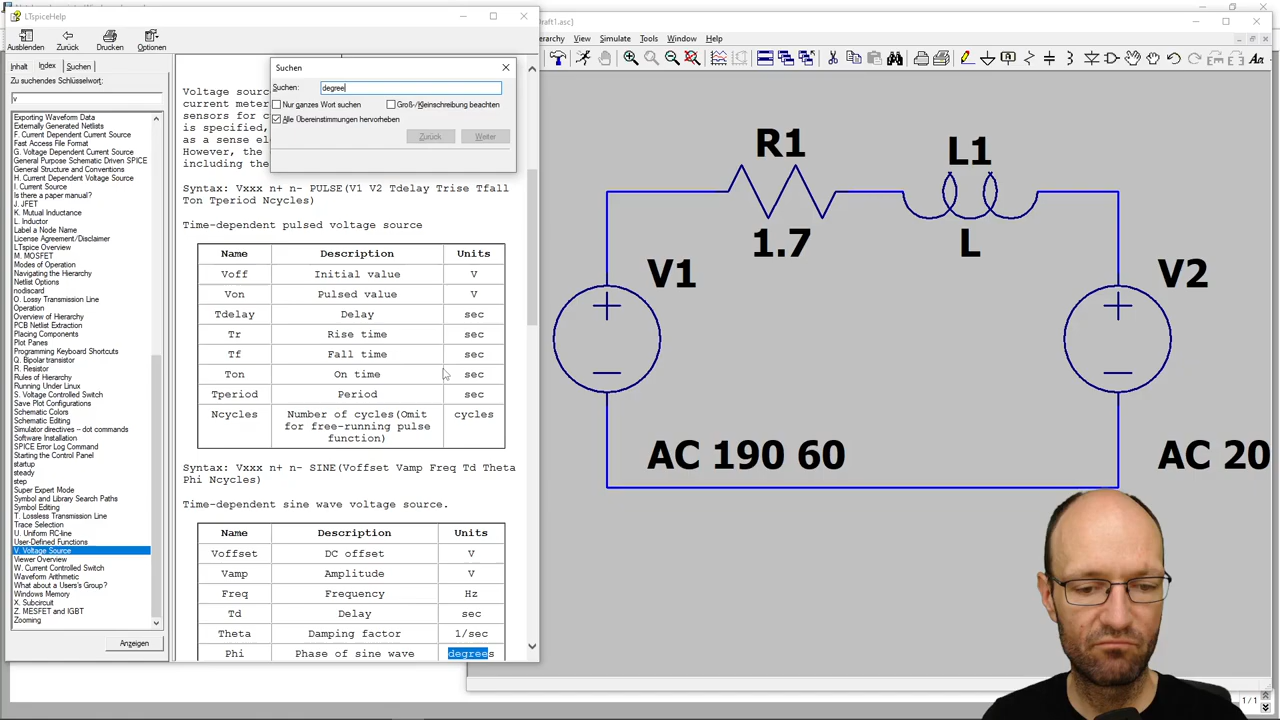 LTspiceHelp
Draft1.asc]
Ausblenden
Zurück
Drucken
Optionen
Inhalt
Index
Suchen
Zu suchendes Schlüsselwort:
v
Exporting Waveform Data
Externally Generated Netlists
F. Current Dependent Current Source
Fast Access File Format
G. Voltage Dependent Current Source
General Purpose Schematic Driven SPICE
General Structure and Conventions
H. Current Dependent Voltage Source
I. Current Source
Is there a paper manual?
J. JFET
K. Mutual Inductance
L. Inductor
Label a Node Name
License Agreement/Disclaimer
LTspice Overview
M. MOSFET
Modes of Operation
Navigating the Hierarchy
Netlist Options
nodiscard
O. Lossy Transmission Line
Operation
Overview of Hierarchy
PCB Netlist Extraction
Placing Components
Plot Panes
Programming Keyboard Shortcuts
Q. Bipolar transistor
R. Resistor
Rules of Hierarchy
Running Under Linux
S. Voltage Controlled Switch
Save Plot Configurations
Schematic Colors
Schematic Editing
Simulator directives -- dot commands
Software Installation
SPICE Error Log Command
Starting the Control Panel
startup
steady
step
Super Expert Mode
Symbol and Library Search Paths
Symbol Editing
T. Lossless Transmission Line
Trace Selection
U. Uniform RC-line
User-Defined Functions
V. Voltage Source
Viewer Overview
W. Current Controlled Switch
Waveform Arithmetic
What about a Users's Group?
Windows Memory
X. Subcircuit
Z. MESFET and IGBT
Zooming
Anzeigen
Voltage sourc
current meter
sensors for c
is specified,
as a sense el
However, the
including the
Suchen
Suchen:
degree
Nur ganzes Wort suchen
Groß-/Kleinschreibung beachten
Alle Übereinstimmungen hervorheben
Zurück
Weiter
Syntax: Vxxx n+ n- PULSE(V1 V2 Tdelay Trise Tfall
Ton Tperiod Ncycles)
Time-dependent pulsed voltage source
Name Description Units
Voff Initial value V
Von Pulsed value V
Tdelay Delay sec
Tr Rise time sec
Tf Fall time sec
Ton On time sec
Tperiod Period sec
Ncycles Number of cycles(Omit cycles
for free-running pulse
function)
Syntax: Vxxx n+ n- SINE(Voffset Vamp Freq Td Theta
Phi Ncycles)
Time-dependent sine wave voltage source.
Name Description Units
Voffset DC offset V
Vamp Amplitude V
Freq Frequency Hz
Td Delay sec
Theta Damping factor 1/sec
Phi Phase of sine wave degrees
erarchy View Simulate Tools Window Help
R1
1.7
L1
L
V1
V2
AC 190 60
AC 20
1 / 1